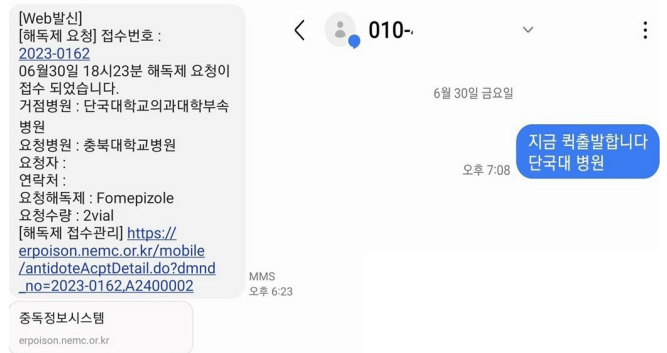 [Web발신]
[해독제 요청] 접수번호 :
2023-0162
06월30일 18시23분 해독제 요청이
접수 되었습니다.
거점병원 : 단국대학교의과대학부속
병원
요청병원 : 충북대학교병원
요청자 :
연락처 :
요청해독제 : Fomepizole
요청수량 : 2vial
[해독제 접수관리] https://
erpoison.nemc.or.kr/mobile
/antidoteAcptDetail.do?dmnd
_no=2023-0162,A2400002
MMS
오후 6:23
중독정보시스템
erpoison.nemc.or.kr
010-
6월 30일 금요일
지금 퀵출발합니다
단국대 병원
오후 7:08